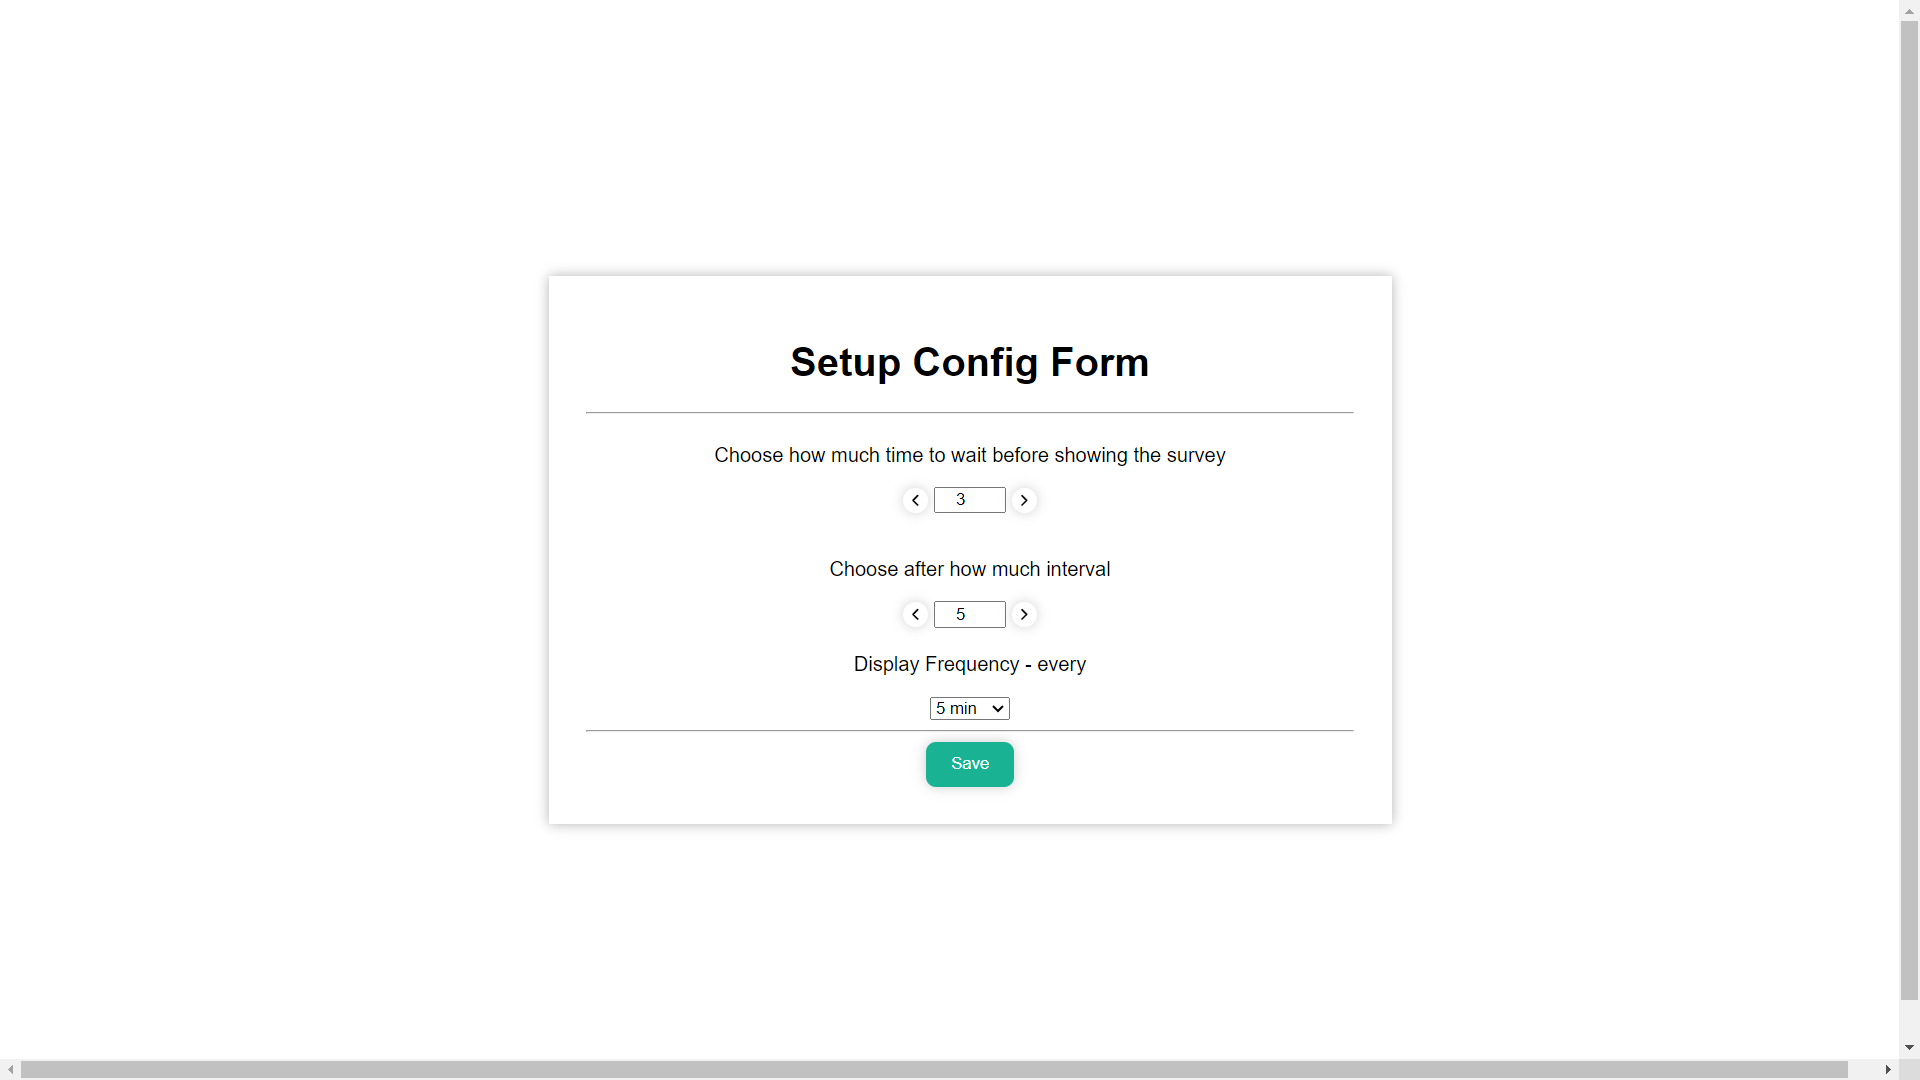 Setup Config Form
Choose how much time to wait before showing the survey
3
Choose after how much interval
5
Display Frequency - every
5 min
Save